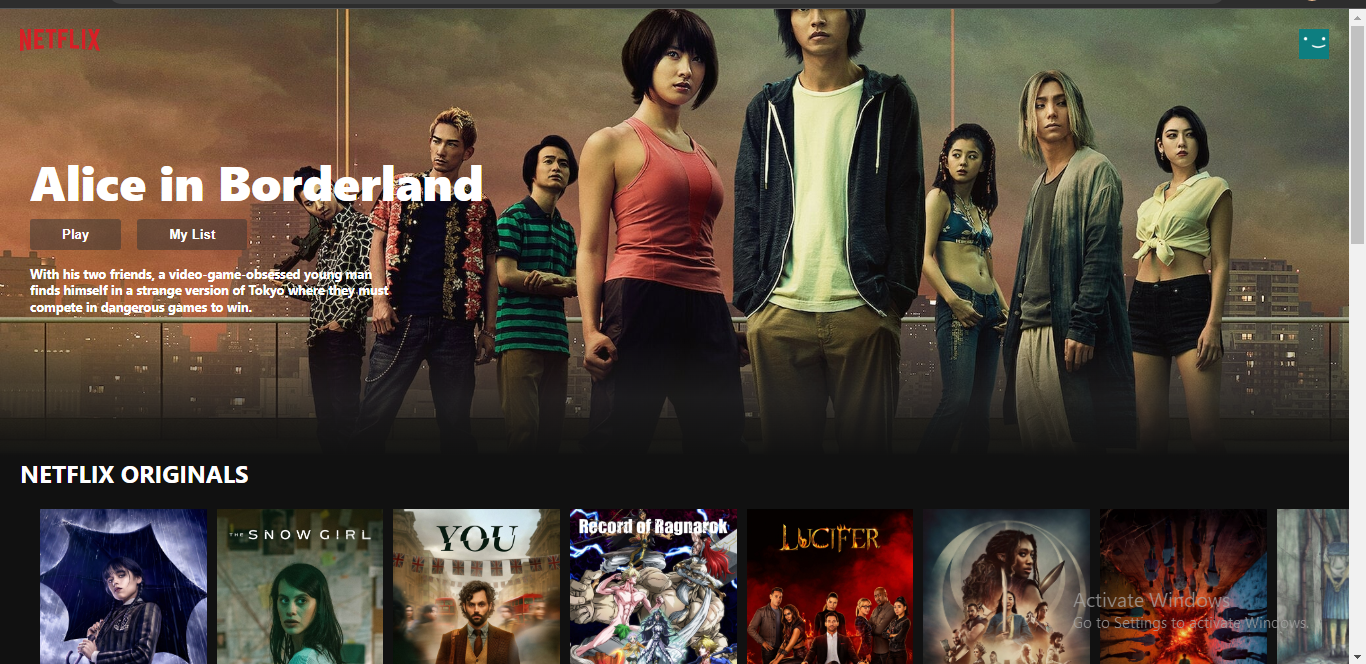 NETFLIX
Alice in Borderland
Play
My List
With his two friends, a video-game-obsessed young man
finds himself in a strange version of Tokyo where they must
compete in dangerous games to win.
NETFLIX ORIGINALS
THE SNOW GIRL
YOU
Record of Ragnarok
LUCIFER
Activate Windows
Go to Settings to activate Windows.